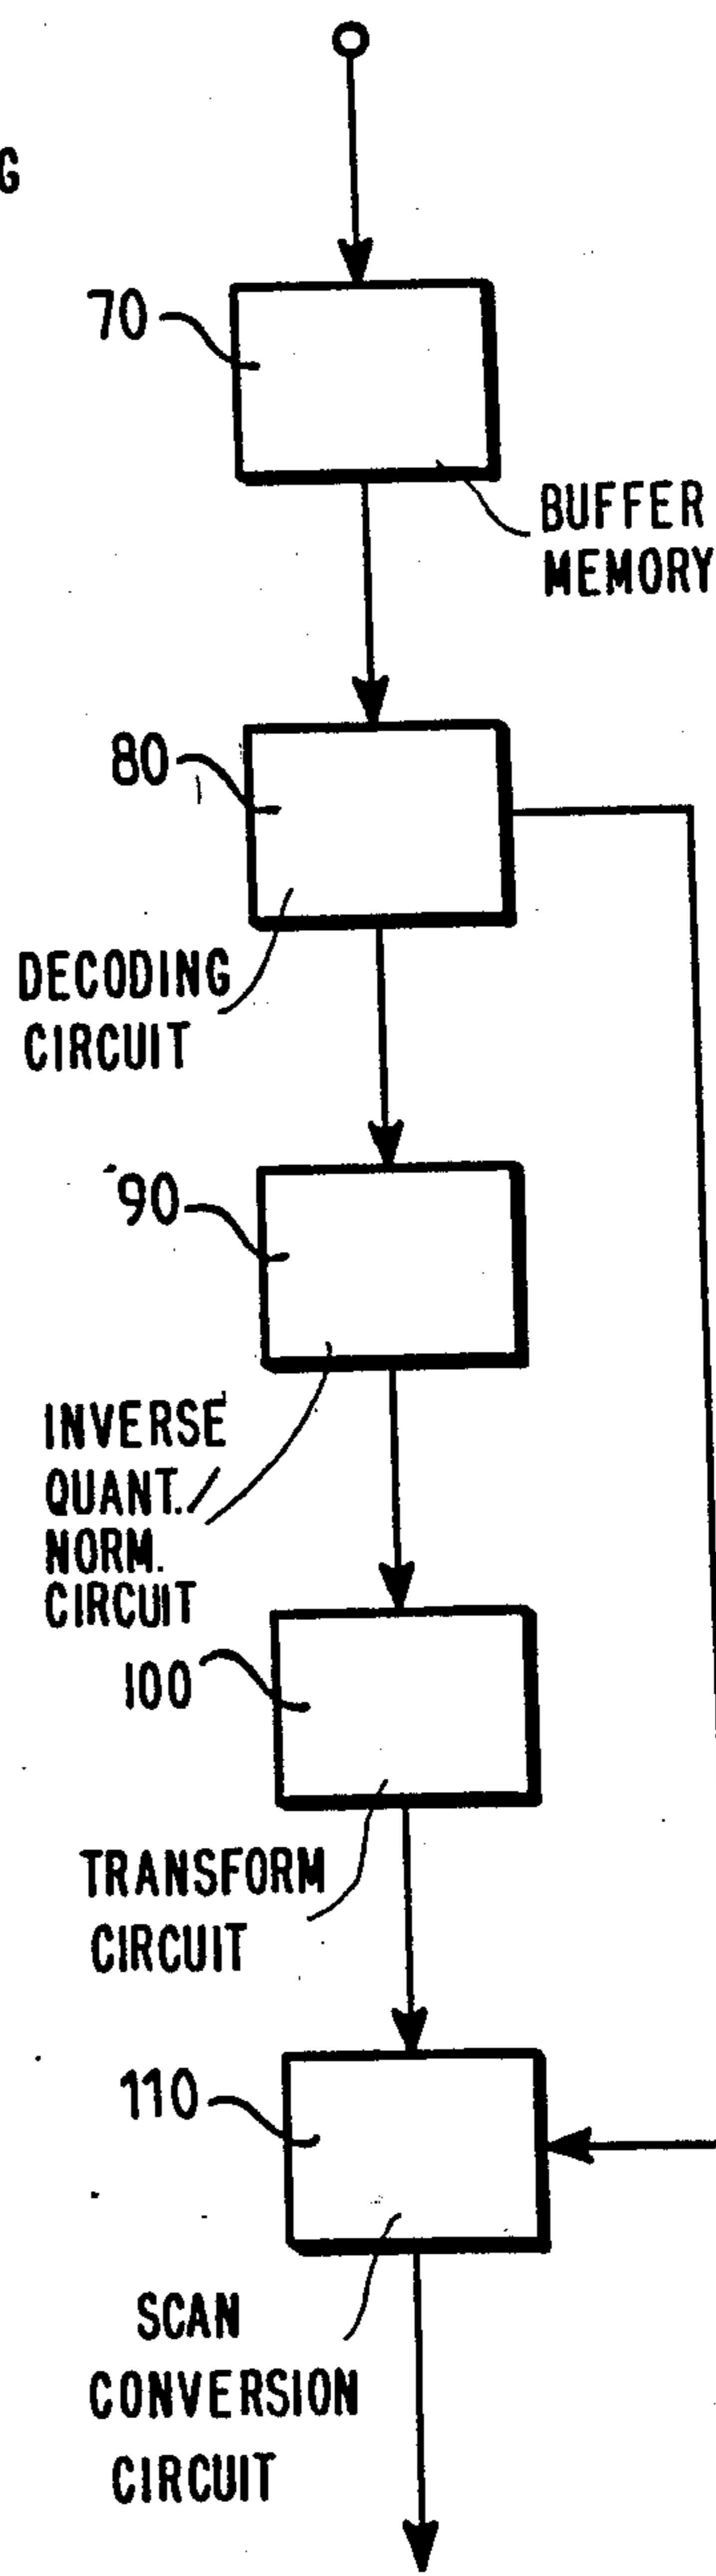 G
70
BUFFER
MEMORY
80
DECODING
CIRCUIT
90
INVERSE
QUANT./
NORM.
CIRCUIT
100
TRANSFORM
CIRCUIT
110
SCAN
CONVERSION
CIRCUIT